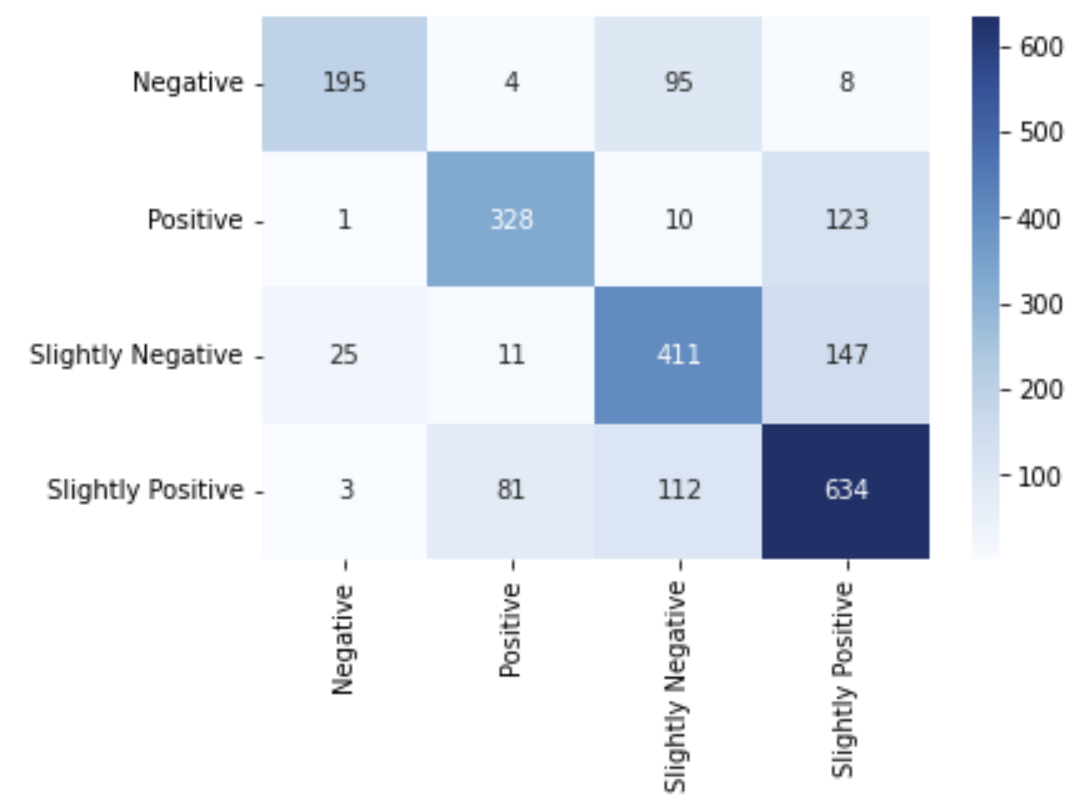 Negative 195 4 95 8
Positive 1 328 10 123
Slightly Negative 25 11 411 147
Slightly Positive 3 81 112 634
Negative
Positive
Slightly Negative
Slightly Positive
600
500
400
300
200
100